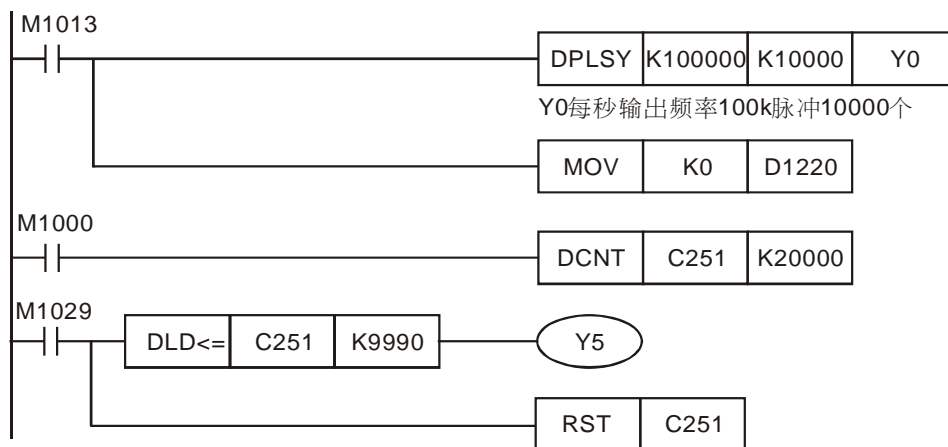 M1013
DPLSY K100000 K10000 Y0
Y0每秒输出频率100k脉冲10000个
MOV K0 D1220
M1000
DCNT C251 K20000
M1029
DLD<= C251 K9990 Y5
RST C251